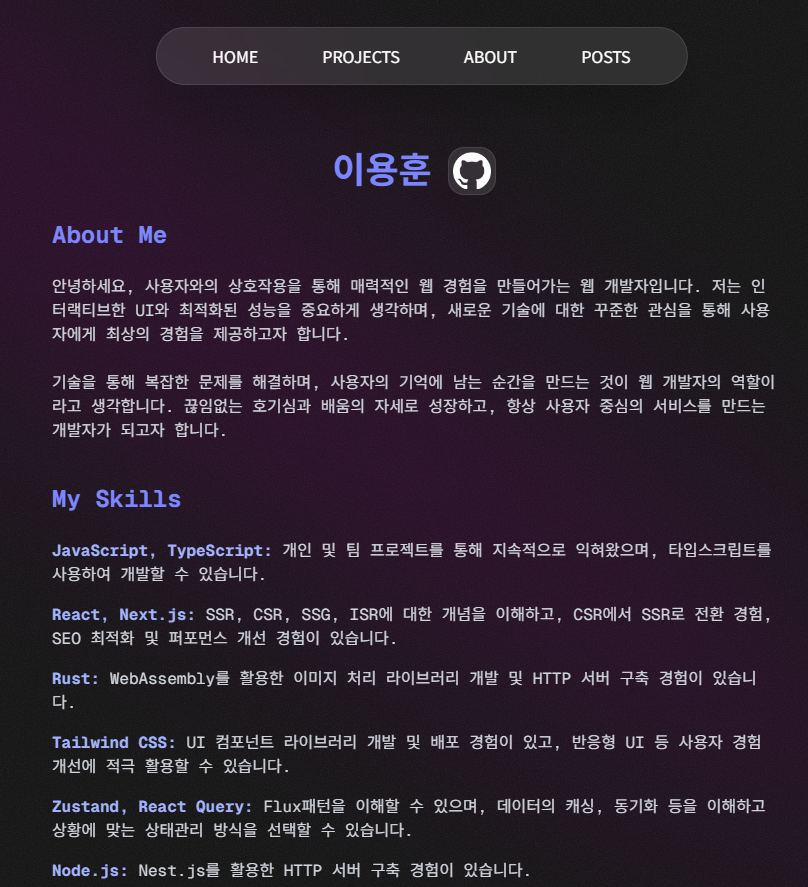 HOME PROJECTS ABOUT POSTS
이용훈
About Me
안녕하세요, 사용자와의 상호작용을 통해 매력적인 웹 경험을 만들어가는 웹 개발자입니다. 저는 인
터랙티브한 UI와 최적화된 성능을 중요하게 생각하며, 새로운 기술에 대한 꾸준한 관심을 통해 사용
자에게 최상의 경험을 제공하고자 합니다.
기술을 통해 복잡한 문제를 해결하며, 사용자의 기억에 남는 순간을 만드는 것이 웹 개발자의 역할이
라고 생각합니다. 끊임없는 호기심과 배움의 자세로 성장하고, 항상 사용자 중심의 서비스를 만드는
개발자가 되고자 합니다.
My Skills
JavaScript, TypeScript: 개인 및 팀 프로젝트를 통해 지속적으로 익혀왔으며, 타입스크립트를
사용하여 개발할 수 있습니다.
React, Next.js: SSR, CSR, SSG, ISR에 대한 개념을 이해하고, CSR에서 SSR로 전환 경험,
SEO 최적화 및 퍼포먼스 개선 경험이 있습니다.
Rust: WebAssembly를 활용한 이미지 처리 라이브러리 개발 및 HTTP 서버 구축 경험이 있습니
다.
Tailwind CSS: UI 컴포넌트 라이브러리 개발 및 배포 경험이 있고, 반응형 UI 등 사용자 경험
개선에 적극 활용할 수 있습니다.
Zustand, React Query: Flux패턴을 이해할 수 있으며, 데이터의 캐싱, 동기화 등을 이해하고
상황에 맞는 상태관리 방식을 선택할 수 있습니다.
Node.js: Nest.js를 활용한 HTTP 서버 구축 경험이 있습니다.